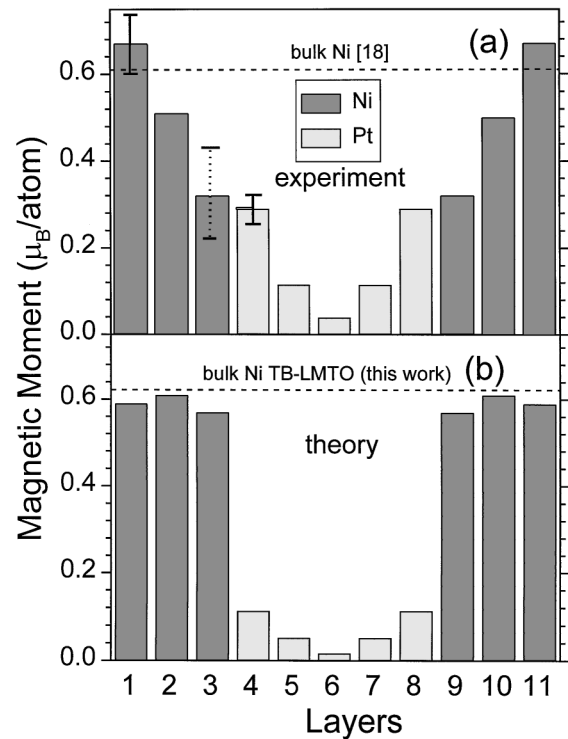 (a)
bulk Ni [18]
Ni
Pt
experiment
0.6
0.4
0.2
0.0
(b)
bulk Ni TB-LMTO (this work)
theory
0.6
0.4
0.2
0.0
Magnetic Moment (μB/atom)
1 2 3 4 5 6 7 8 9 10 11
Layers